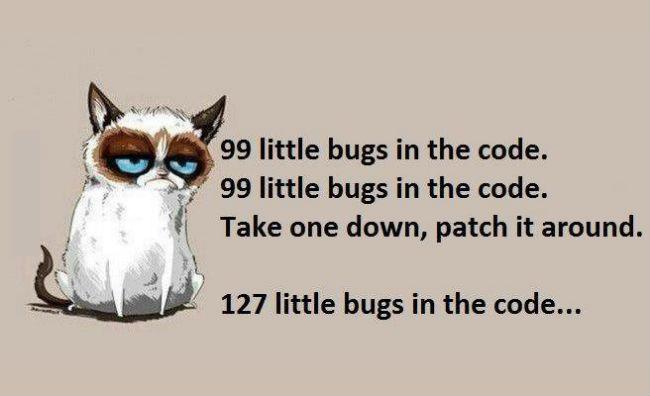 99 little bugs in the code.
99 little bugs in the code.
Take one down, patch it around.
127 little bugs in the code...